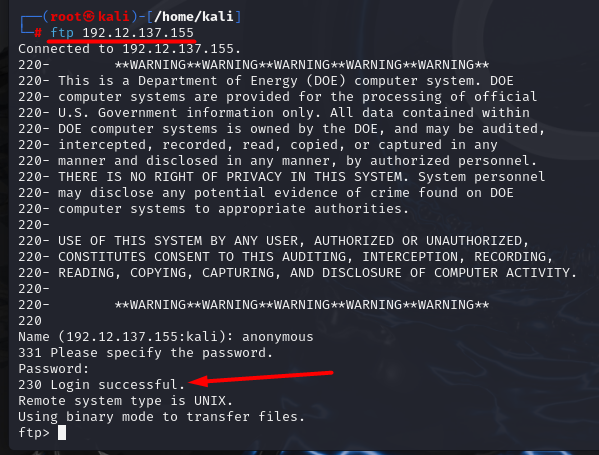 ┌──(root㉿kali)-[/home/kali]
└─# ftp 192.12.137.155
Connected to 192.12.137.155.
220-         **WARNING**WARNING**WARNING**WARNING**WARNING**
220- This is a Department of Energy (DOE) computer system. DOE
220- computer systems are provided for the processing of official
220- U.S. Government information only. All data contained within
220- DOE computer systems is owned by the DOE, and may be audited,
220- intercepted, recorded, read, copied, or captured in any
220- manner and disclosed in any manner, by authorized personnel.
220- THERE IS NO RIGHT OF PRIVACY IN THIS SYSTEM. System personnel
220- may disclose any potential evidence of crime found on DOE
220- computer systems to appropriate authorities.
220-
220- USE OF THIS SYSTEM BY ANY USER, AUTHORIZED OR UNAUTHORIZED,
220- CONSTITUTES CONSENT TO THIS AUDITING, INTERCEPTION, RECORDING,
220- READING, COPYING, CAPTURING, AND DISCLOSURE OF COMPUTER ACTIVITY.
220-
220-         **WARNING**WARNING**WARNING**WARNING**WARNING**
220
Name (192.12.137.155:kali): anonymous
331 Please specify the password.
Password:
230 Login successful.
Remote system type is UNIX.
Using binary mode to transfer files.
ftp>